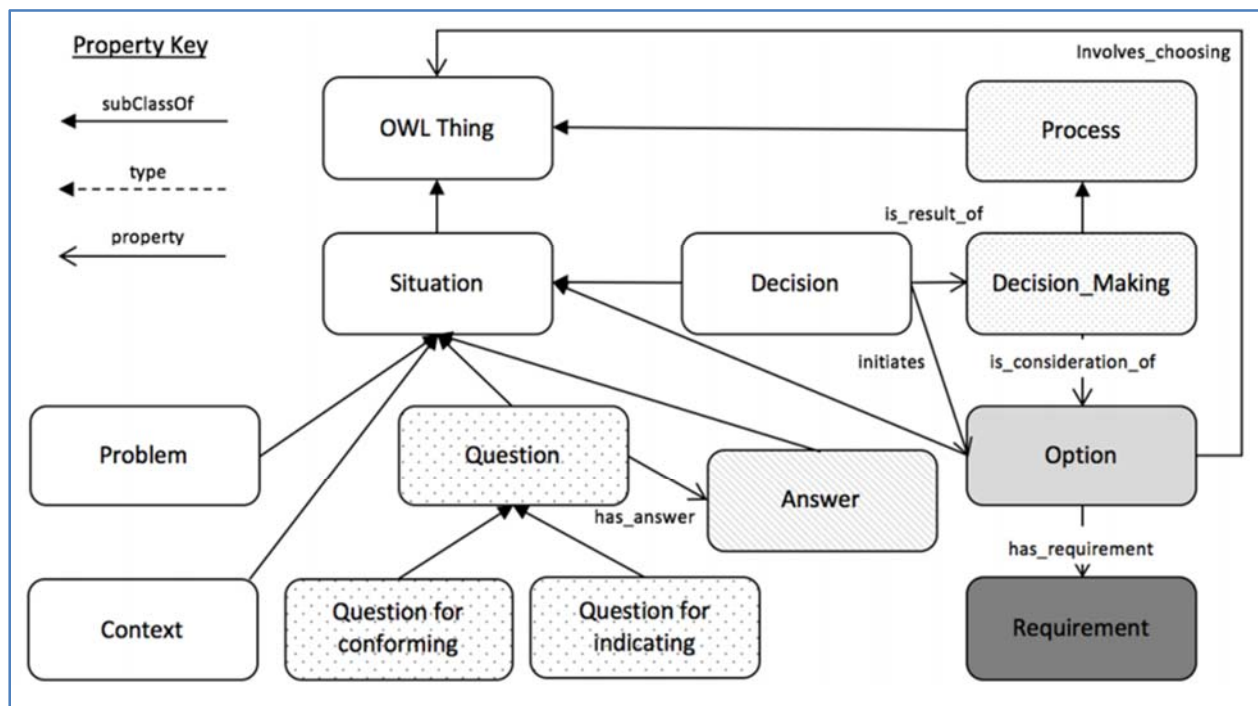 Property Key
subClassOf
type
property
Involves_choosing
OWL Thing
Process
is_result_of
Situation
Decision
Decision_Making
initiates
is_consideration_of
Problem
Question
Option
has_answer
Answer
has_requirement
Context
Question for
conforming
Question for
indicating
Requirement